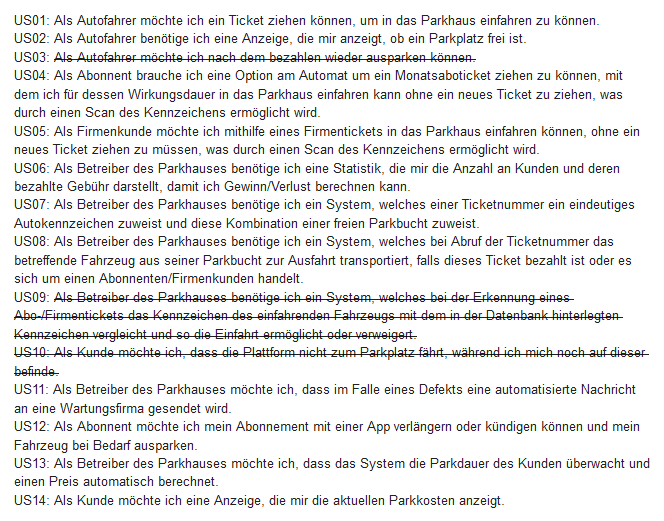 US01: Als Autofahrer möchte ich ein Ticket ziehen können, um in das Parkhaus einfahren zu können.
US02: Als Autofahrer benötige ich eine Anzeige, die mir anzeigt, ob ein Parkplatz frei ist.
US03: Als Autofahrer möchte ich nach dem bezahlen wieder ausparken können.
US04: Als Abonnent brauche ich eine Option am Automat um ein Monatsaboticket ziehen zu können, mit
dem ich für dessen Wirkungsdauer in das Parkhaus einfahren kann ohne ein neues Ticket zu ziehen, was
durch einen Scan des Kennzeichens ermöglicht wird.
US05: Als Firmenkunde möchte ich mithilfe eines Firmentickets in das Parkhaus einfahren können, ohne ein
neues Ticket ziehen zu müssen, was durch einen Scan des Kennzeichens ermöglicht wird.
US06: Als Betreiber des Parkhauses benötige ich eine Statistik, die mir die Anzahl an Kunden und deren
bezahlte Gebühr darstellt, damit ich Gewinn/Verlust berechnen kann.
US07: Als Betreiber des Parkhauses benötige ich ein System, welches einer Ticketnummer ein eindeutiges
Autokennzeichen zuweist und diese Kombination einer freien Parkbucht zuweist.
US08: Als Betreiber des Parkhauses benötige ich ein System, welches bei Abruf der Ticketnummer das
betreffende Fahrzeug aus seiner Parkbucht zur Ausfahrt transportiert, falls dieses Ticket bezahlt ist oder es
sich um einen Abonnenten/Firmenkunden handelt.
US09: Als Betreiber des Parkhauses benötige ich ein System, welches bei der Erkennung eines
Abo-/Firmentickets das Kennzeichen des einfahrenden Fahrzeugs mit dem in der Datenbank hinterlegten
Kennzeichen vergleicht und so die Einfahrt ermöglicht oder verweigert.
US10: Als Kunde möchte ich, dass die Plattform nicht zum Parkplatz fährt, während ich mich noch auf dieser
befinde.
US11: Als Betreiber des Parkhauses möchte ich, dass im Falle eines Defekts eine automatisierte Nachricht
an eine Wartungsfirma gesendet wird.
US12: Als Abonnent möchte ich mein Abonnement mit einer App verlängern oder kündigen können und mein
Fahrzeug bei Bedarf ausparken.
US13: Als Betreiber des Parkhauses möchte ich, dass das System die Parkdauer des Kunden überwacht und
einen Preis automatisch berechnet.
US14: Als Kunde möchte ich eine Anzeige, die mir die aktuellen Parkkosten anzeigt.